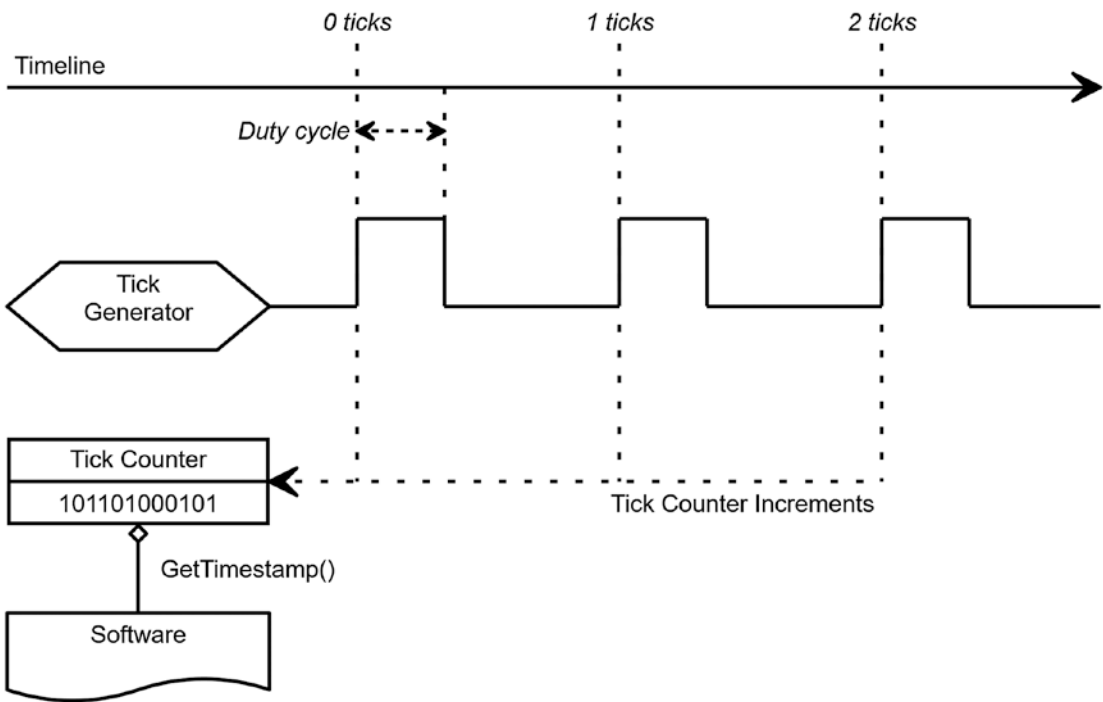 0 ticks
1 ticks
2 ticks
Timeline
Duty cycle
Tick
Generator
Tick Counter
101101000101
Tick Counter Increments
GetTimestamp()
Software